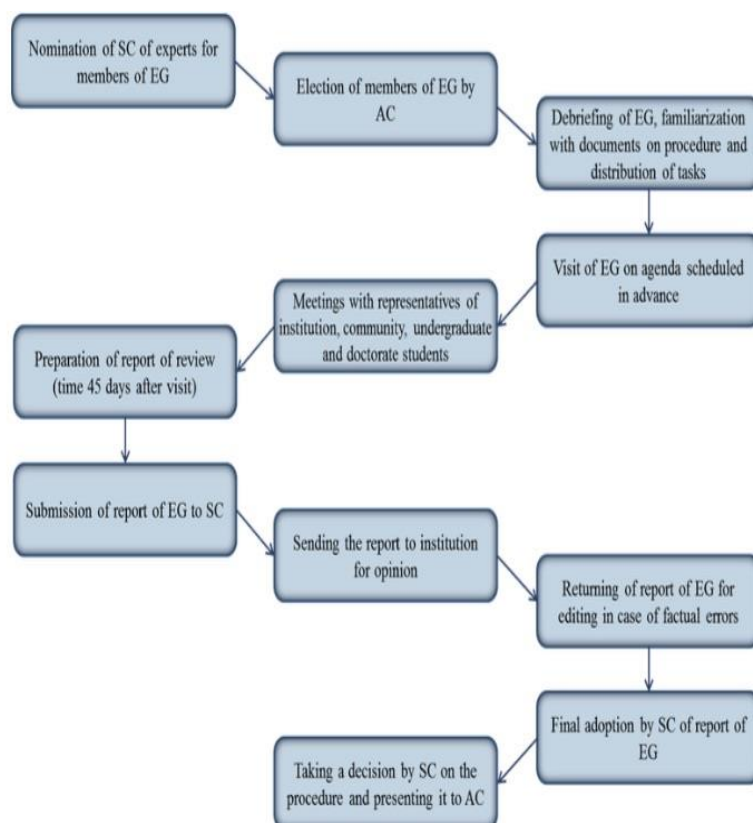 Nomination of SC of experts for
members of EG
Election of members of EG by
AC
Debriefing of EG, familiarization
with documents on procedure and
distribution of tasks
Visit of EG on agenda scheduled
in advance
Meetings with representatives of
institution, community, undergraduate
and doctorate students
Preparation of report of review
(time 45 days after visit)
Submission of report of EG to SC
Sending the report to institution
for opinion
Returning of report of EG for
editing in case of factual errors
Final adoption by SC of report of
EG
Taking a decision by SC on the
procedure and presenting it to AC